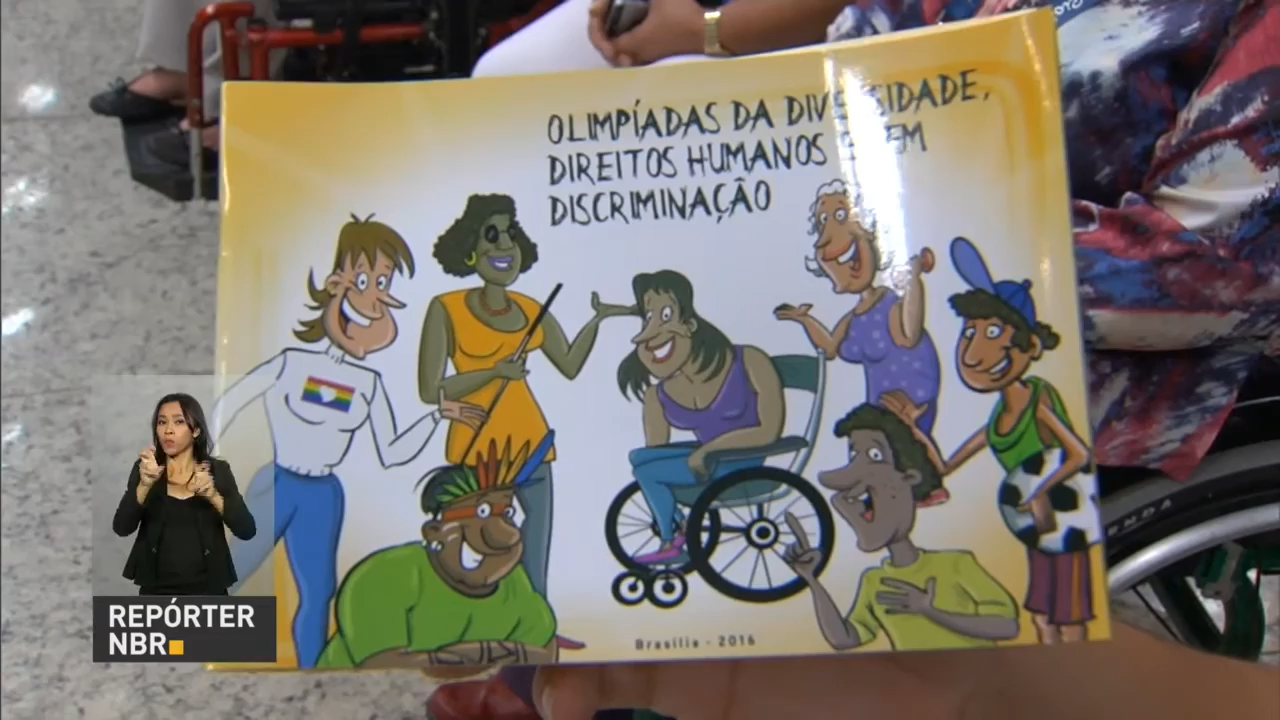 OLIMPÍADAS DA DIVERSIDADE,
DIREITOS HUMANOS SEM
DISCRIMINAÇÃO
Brasília - 2016
REPÓRTER
NBR